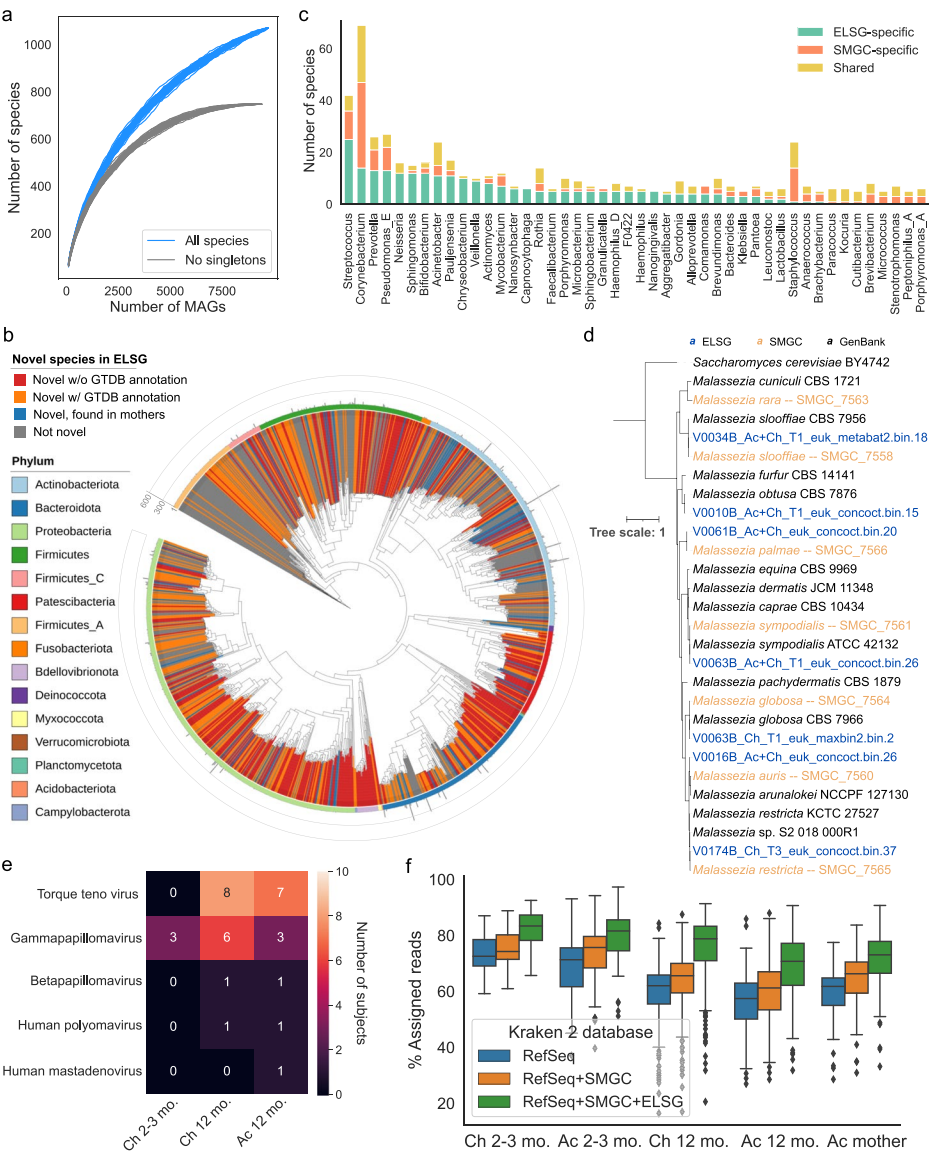 a
1000
800
600
400
200
Number of species
0
2500
5000
7500
Number of MAGs
All species
No singletons
c
60
40
20
0
Number of species
ELSG-specific
SMGC-specific
Shared
Streptococcus
Corynebacterium
Prevotella
Pseudomonas_E
Neisseria
Sphingomonas
Bifidobacterium
Acinetobacter
Pauljensenia
Chryseobacterium
Veillonella
Actinomyces
Mycobacterium
Nanosynbacter
Capnocytophaga
Rothia
Faecalibacterium
Porphyromonas
Microbacterium
Sphingobacterium
Granulicatella
Haemophilus_D
F0422
Haemophilus
Nanogingivalis
Aggregatibacter
Gordonia
Alloprevotella
Comamonas
Brevundimonas
Bacteroides
Klebsiella
Pantoea
Leuconostoc
Lactobacillus
Staphylococcus
Anaerococcus
Brachybacterium
Paracoccus
Kocuria
Cutibacterium
Brevibacterium
Micrococcus
Stenotrophomonas
Peptoniphilus_A
Porphyromonas_A
b
Novel species in ELSG
Novel w/o GTDB annotation
Novel w/ GTDB annotation
Novel, found in mothers
Not novel
Phylum
Actinobacteriota
Bacteroidota
Proteobacteria
Firmicutes
Firmicutes_C
Patescibacteria
Firmicutes_A
Fusobacteriota
Bdellovibrionota
Deinococcota
Myxococcota
Verrucomicrobiota
Planctomycetota
Acidobacteriota
Campylobacterota
600
300
1
d
a ELSG a SMGC a GenBank
Saccharomyces cerevisiae BY4742
Malassezia cuniculi CBS 1721
Malassezia rara -- SMGC_7563
Malassezia slooffiae CBS 7956
V0034B_Ac+Ch_T1_euk_metabat2.bin.18
Malassezia slooffiae -- SMGC_7558
Malassezia furfur CBS 14141
Malassezia obtusa CBS 7876
V0010B_Ac+Ch_T1_euk_concoct.bin.15
V0061B_Ac+Ch_T1_euk_concoct.bin.20
Malassezia palmae -- SMGC_7566
Malassezia equina CBS 9969
Malassezia dermatis JCM 11348
Malassezia caprae CBS 10434
Malassezia sympodialis -- SMGC_7561
Malassezia sympodialis ATCC 42132
V0063B_Ac+Ch_T1_euk_concoct.bin.26
Malassezia pachydermatis CBS 1879
Malassezia globosa -- SMGC_7564
Malassezia globosa CBS 7966
V0063B_Ch_T1_euk_maxbin2.bin.2
V0016B_Ac+Ch_euk_concoct.bin.26
Malassezia auris -- SMGC_7560
Malassezia arunalokei NCCPF 127130
Malassezia restricta KCTC 27527
Malassezia sp. S2 018 000R1
V0174B_Ch_T3_euk_concoct.bin.37
Malassezia restricta -- SMGC_7565
Tree scale: 1
e
Torque teno virus 0 8 7
Gammapapillomavirus 3 6 3
Betapapillomavirus 0 1 1
Human polyomavirus 0 1 1
Human mastadenovirus 0 0 1
Ch 2-3 mo.
Ch 12 mo.
Ac 12 mo.
10
8
6
4
2
0
Number of subjects
f
100
80
60
40
20
% Assigned reads
Kraken 2 database
RefSeq
RefSeq+SMGC
RefSeq+SMGC+ELSG
Ch 2-3 mo. Ac 2-3 mo. Ch 12 mo. Ac 12 mo. Ac mother